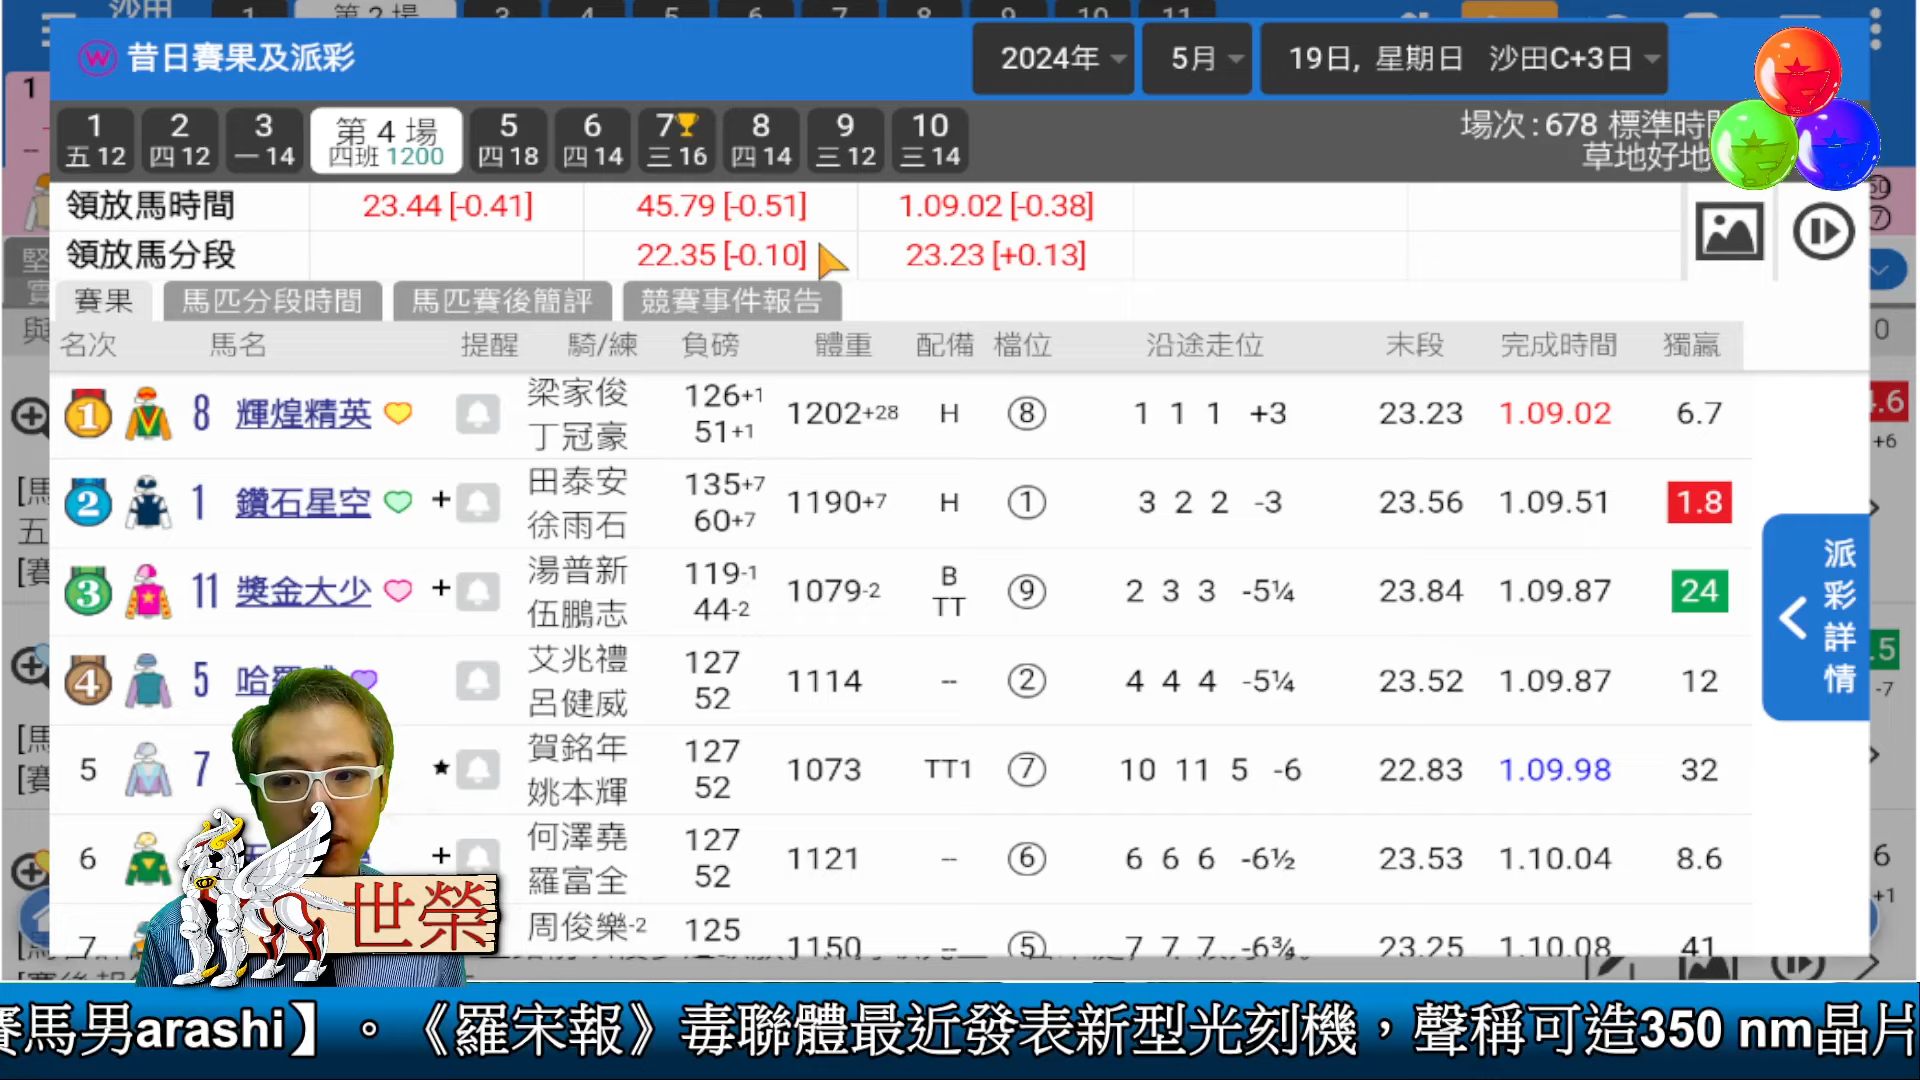 昔日賽果及派彩
2024年 5月 19日, 星期日 沙田C+3日
1 五 12
2 四 12
3 一 14
第 4 場 四班 1200
5 四 18
6 四 14
7 三 16
8 四 14
9 三 12
10 三 14
場次 : 678 標準時
草地好地
領放馬時間 23.44 [-0.41] 45.79 [-0.51] 1.09.02 [-0.38]
領放馬分段 22.35 [-0.10] 23.23 [+0.13]
賽果 馬匹分段時間 馬匹賽後簡評 競賽事件報告
名次 馬名 提醒 騎/練 負磅 體重 配備 檔位 沿途走位 末段 完成時間 獨贏
1 8 輝煌精英 梁家俊 丁冠豪 126+1 51+1 1202+28 H 8 1 1 1 +3 23.23 1.09.02 6.7
2 1 鑽石星空 + 田泰安 徐雨石 135+7 60+7 1190+7 H 1 3 2 2 -3 23.56 1.09.51 1.8
3 11 獎金大少 + 湯普新 伍鵬志 119-1 44-2 1079-2 B TT 9 2 3 3 -5¼ 23.84 1.09.87 24
4 5 哈 艾兆禮 呂健威 127 52 1114 -- 2 4 4 4 -5¼ 23.52 1.09.87 12
5 7 ★ 賀銘年 姚本輝 127 52 1073 TT1 7 10 11 5 -6 22.83 1.09.98 32
6 + 何澤堯 羅富全 127 52 1121 -- 6 6 6 6 -6½ 23.53 1.10.04 8.6
7 周俊樂-2 125 1150 -- 5 7 7 7 -6¾ 23.25 1.10.08 41
派彩詳情
世榮
賽馬男arashi】。《羅宋報》毒聯體最近發表新型光刻機，聲稱可造350 nm晶片